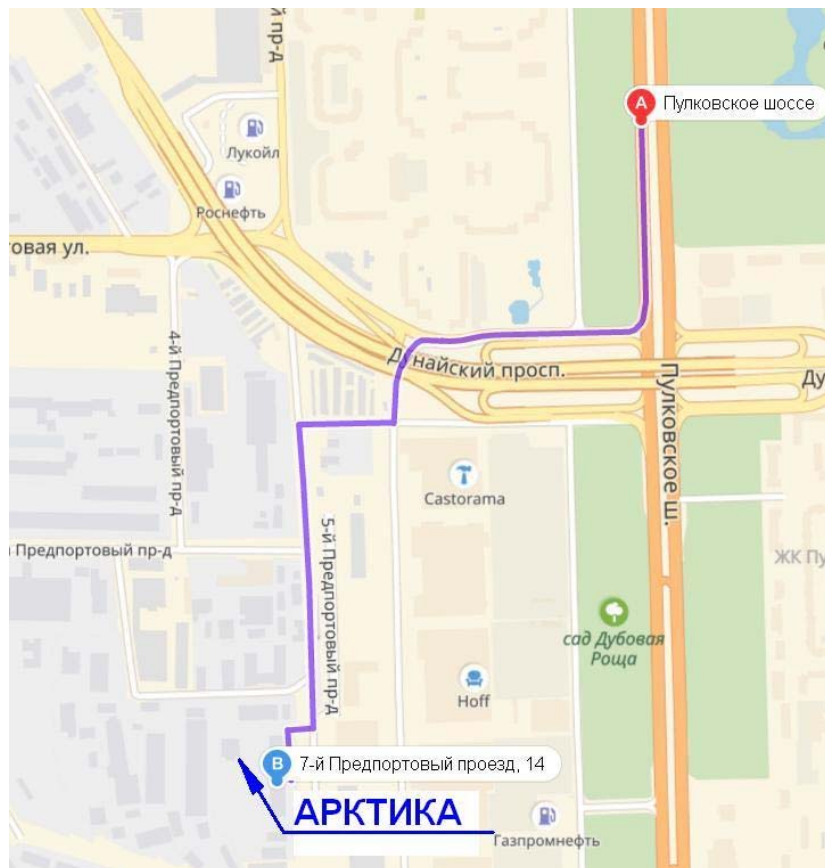 й пр-д
Пулковское шоссе
A
Лукойл
Роснефть
товая ул.
4-й Предпортовый пр-д
Дунайский просп.
Ду
Пулковское ш.
Castorama
5-й Предпортовый пр-д
Предпортовый пр-д
ЖК Пу
сад Дубовая
Роща
Hoff
B
7-й Предпортовый проезд, 14
АРКТИКА
Газпромнефть